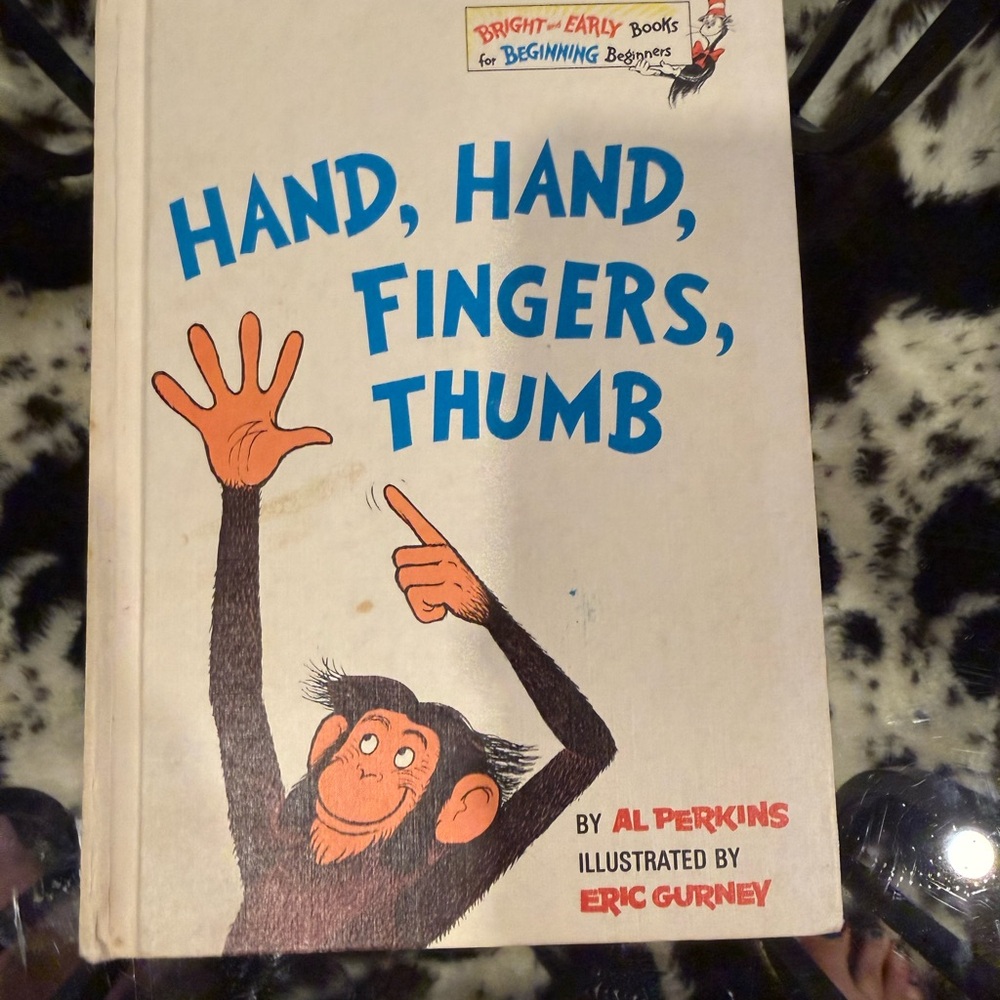 BRIGHT and EARLY Books
for BEGINNING Beginners
HAND, HAND,
FINGERS,
THUMB
BY AL PERKINS
ILLUSTRATED BY
ERIC GURNEY